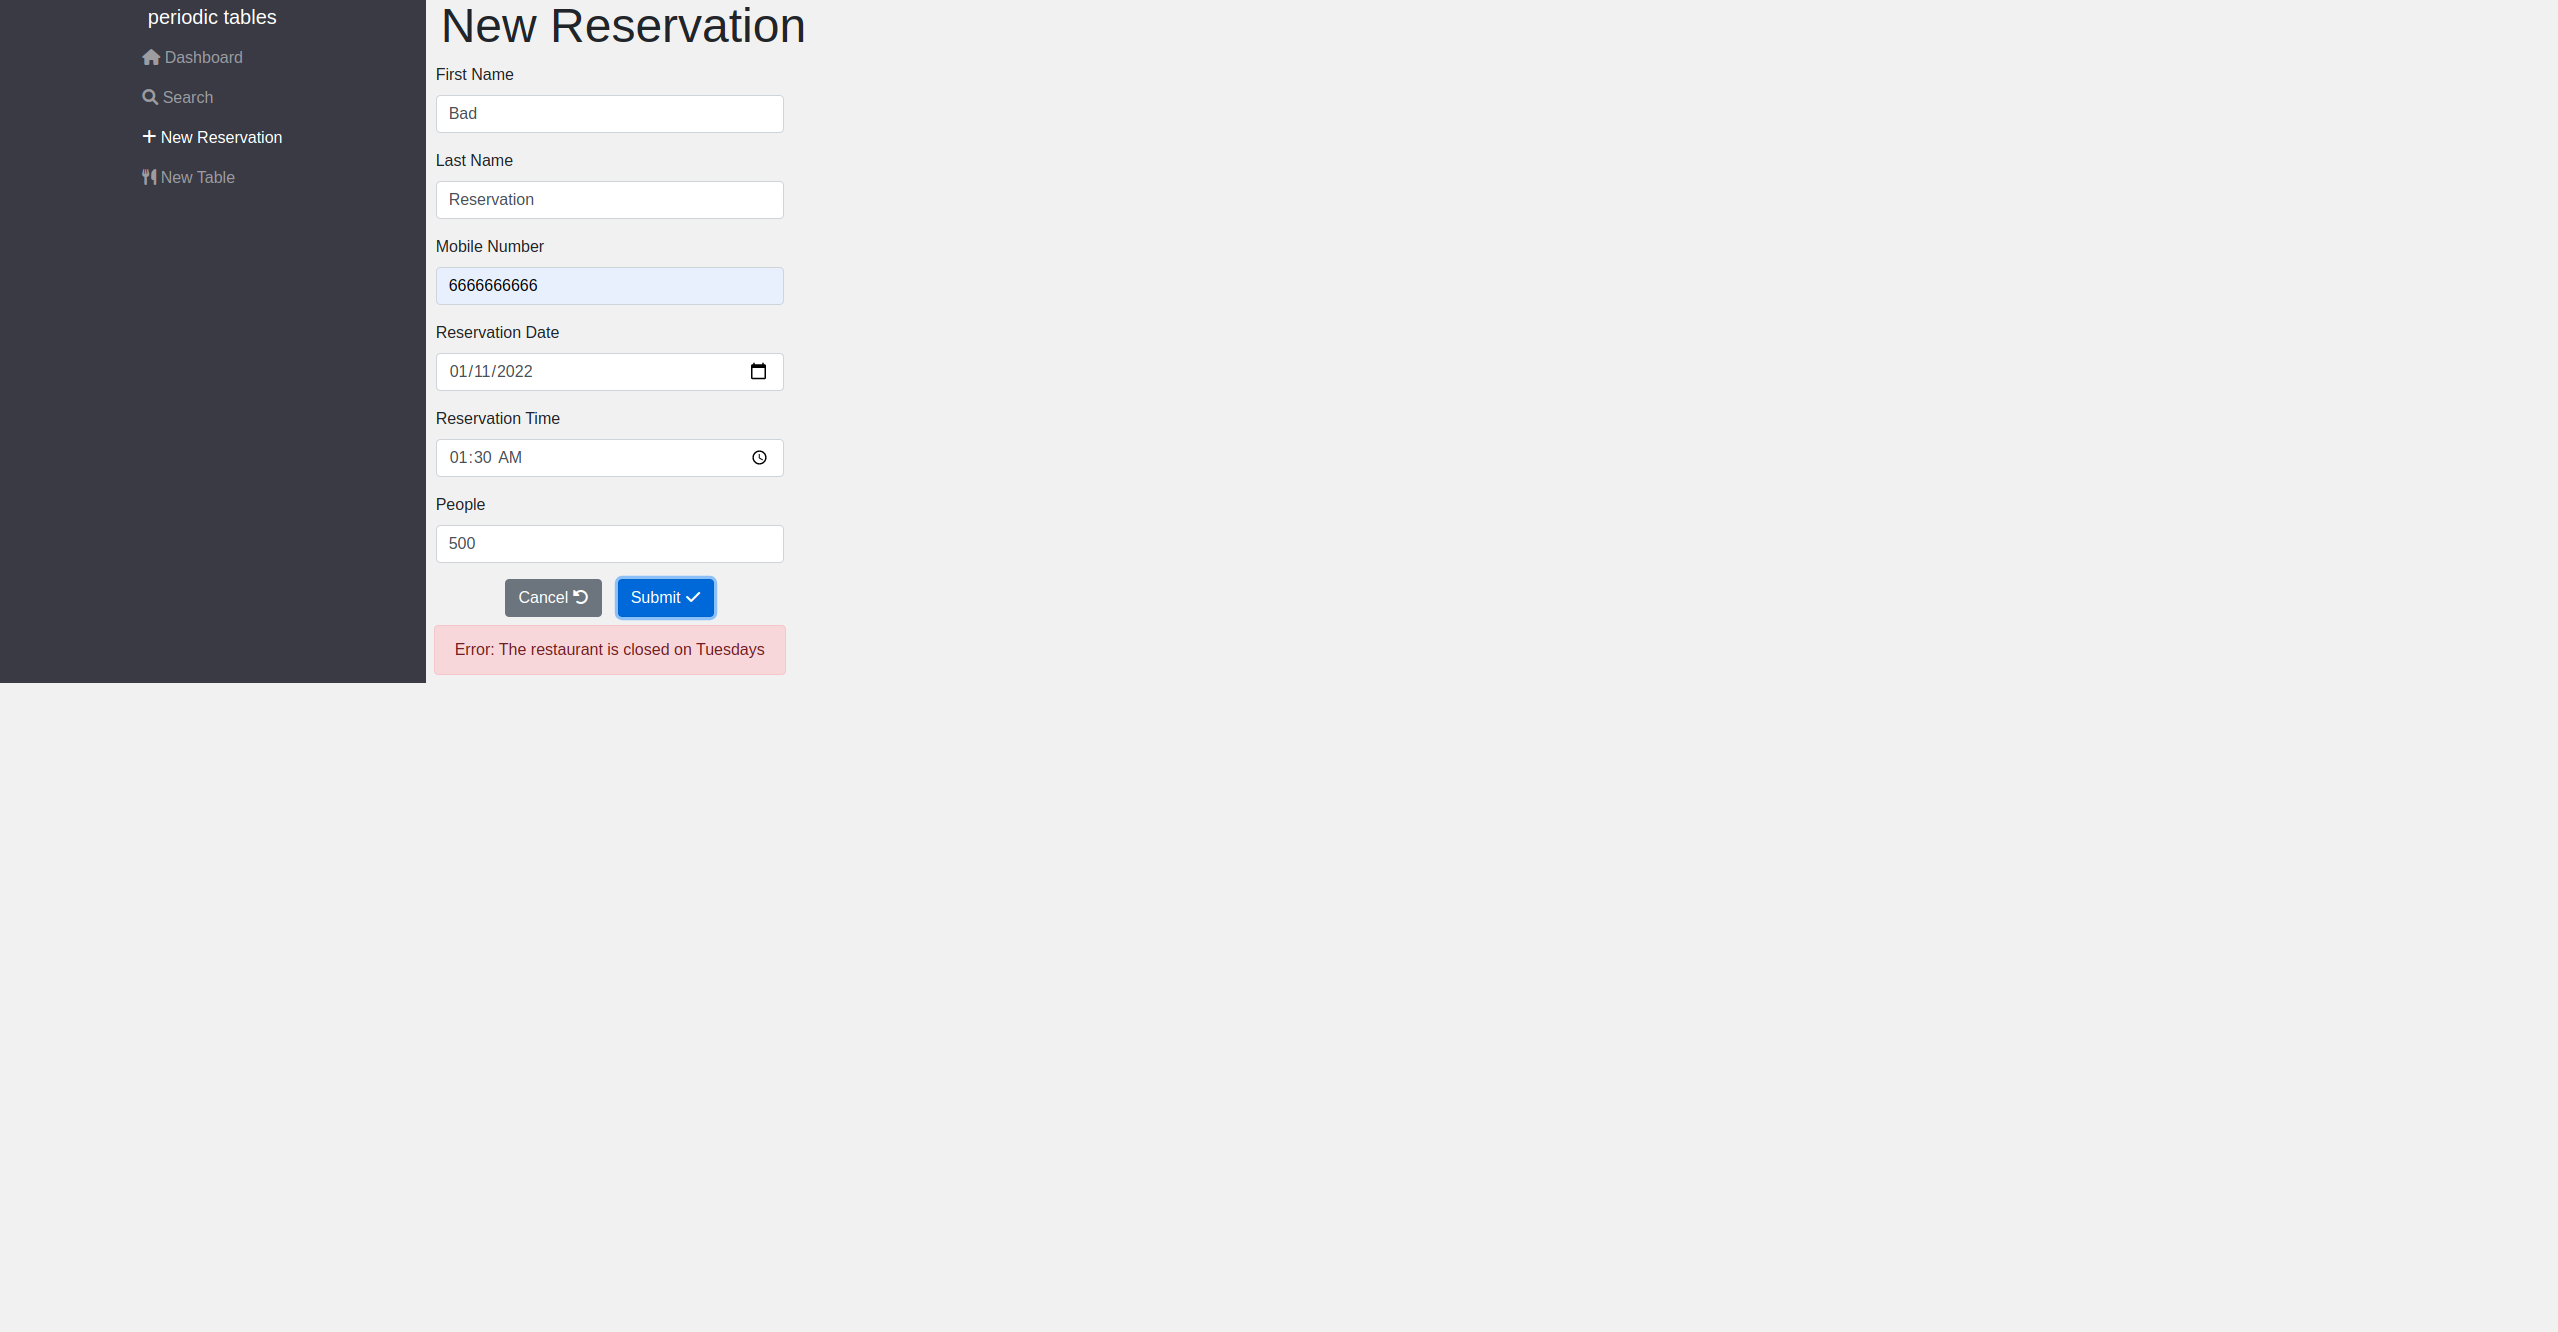 periodic tables
Dashboard
Search
New Reservation
New Table
New Reservation
First Name
Bad
Last Name
Reservation
Mobile Number
6666666666
Reservation Date
01/11/2022
Reservation Time
01:30 AM
People
500
Cancel Submit
Error: The restaurant is closed on Tuesdays